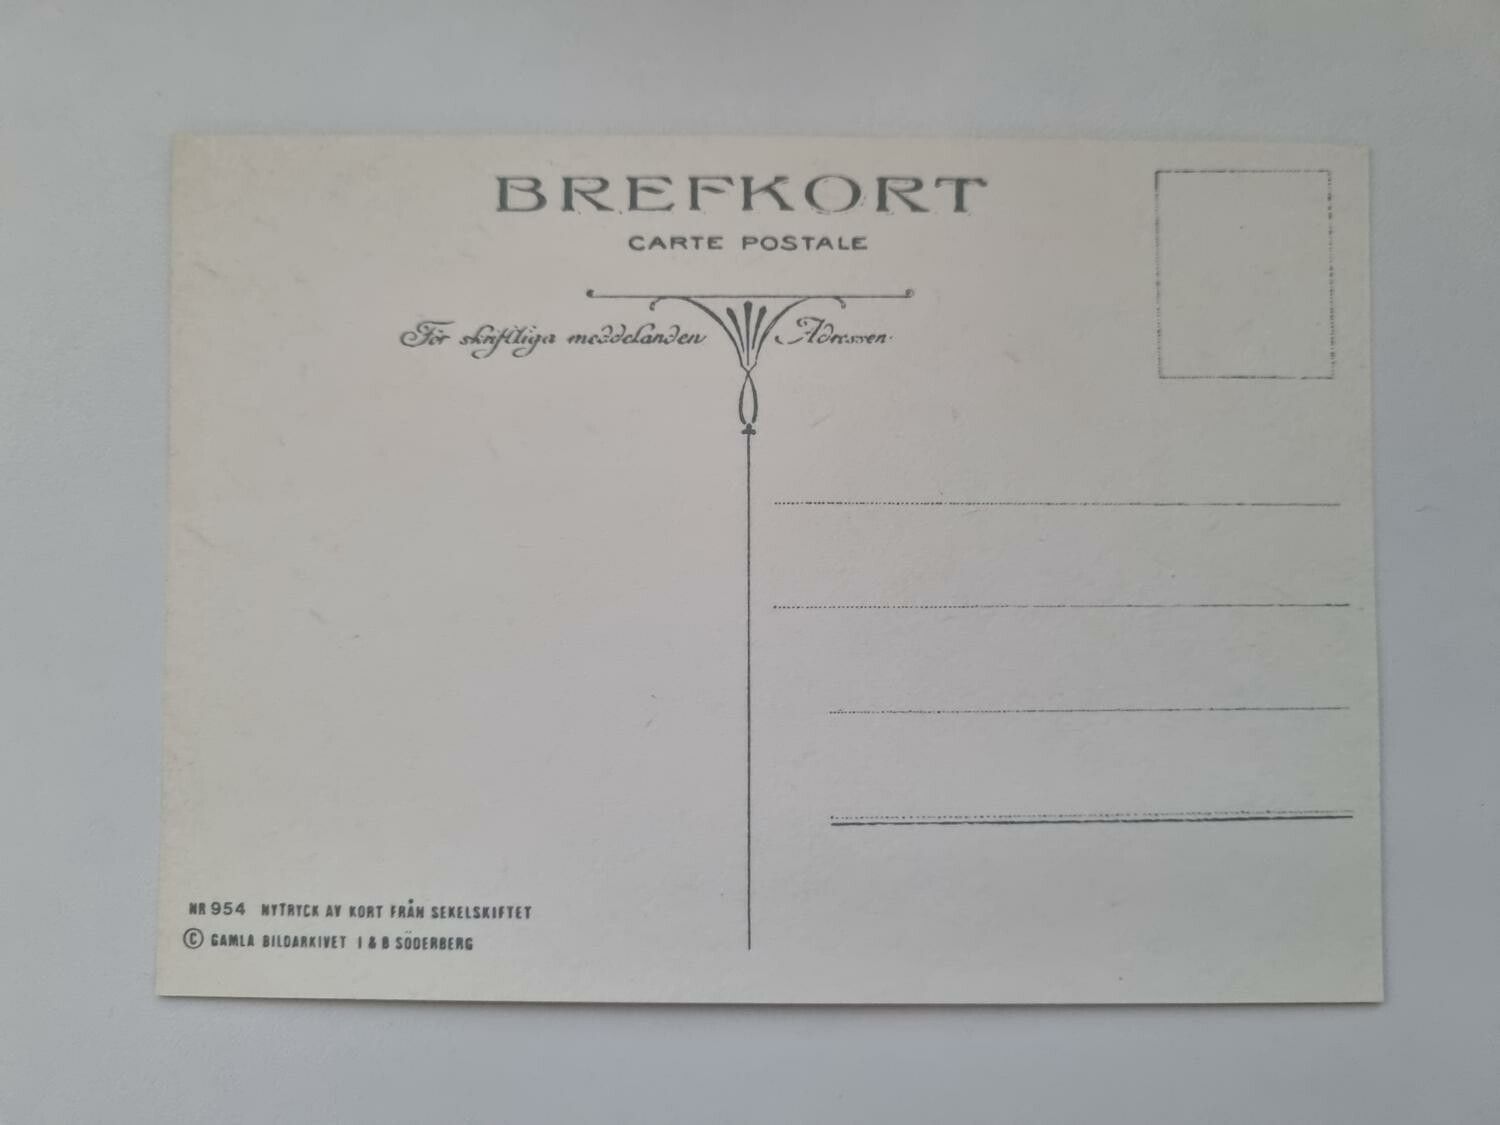 BREFKORT
CARTE POSTALE
För skriftliga meddelanden Adressen
NR 954 NYTRYCK AV KORT FRÅN SEKELSKIFTET
© GAMLA BILDARKIVET I & B SÖDERBERG